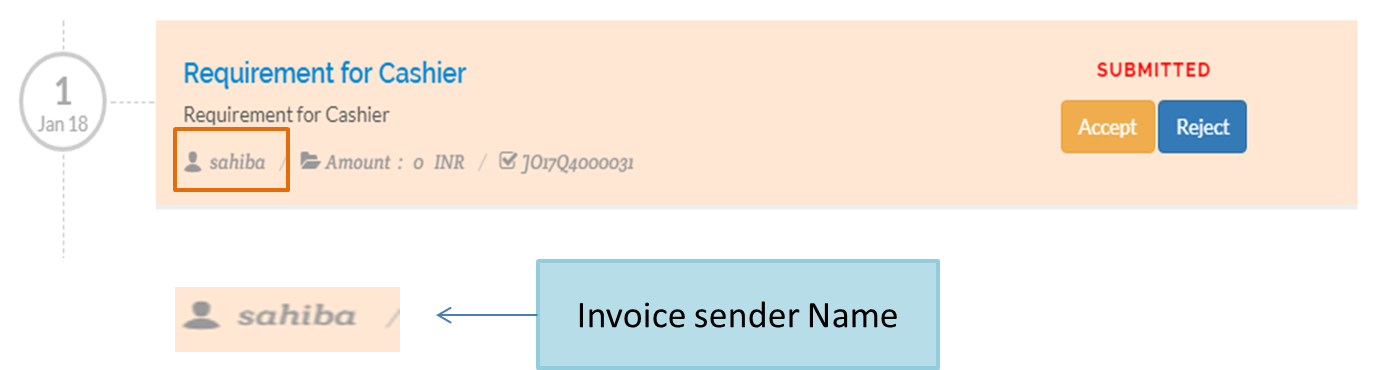 1
Jan 18
Requirement for Cashier
SUBMITTED
Requirement for Cashier
Accept Reject
sahiba / Amount : 0 INR / JO17Q4000031
sahiba /
Invoice sender Name